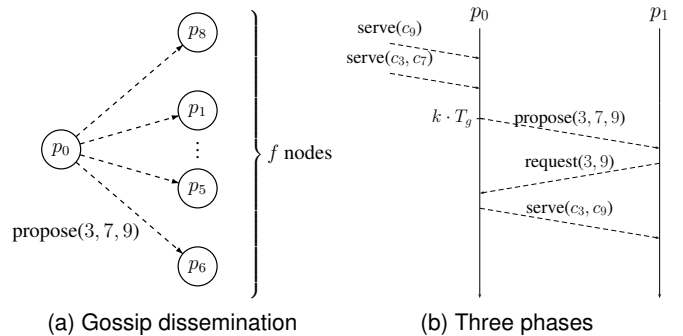 p₈
p₁
p₀
⋮
f nodes
p₅
propose(3, 7, 9)
p₆
(a) Gossip dissemination
p₀ p₁
serve(c₉)
serve(c₃, c₇)
k · T_g
propose(3, 7, 9)
request(3, 9)
serve(c₃, c₉)
(b) Three phases